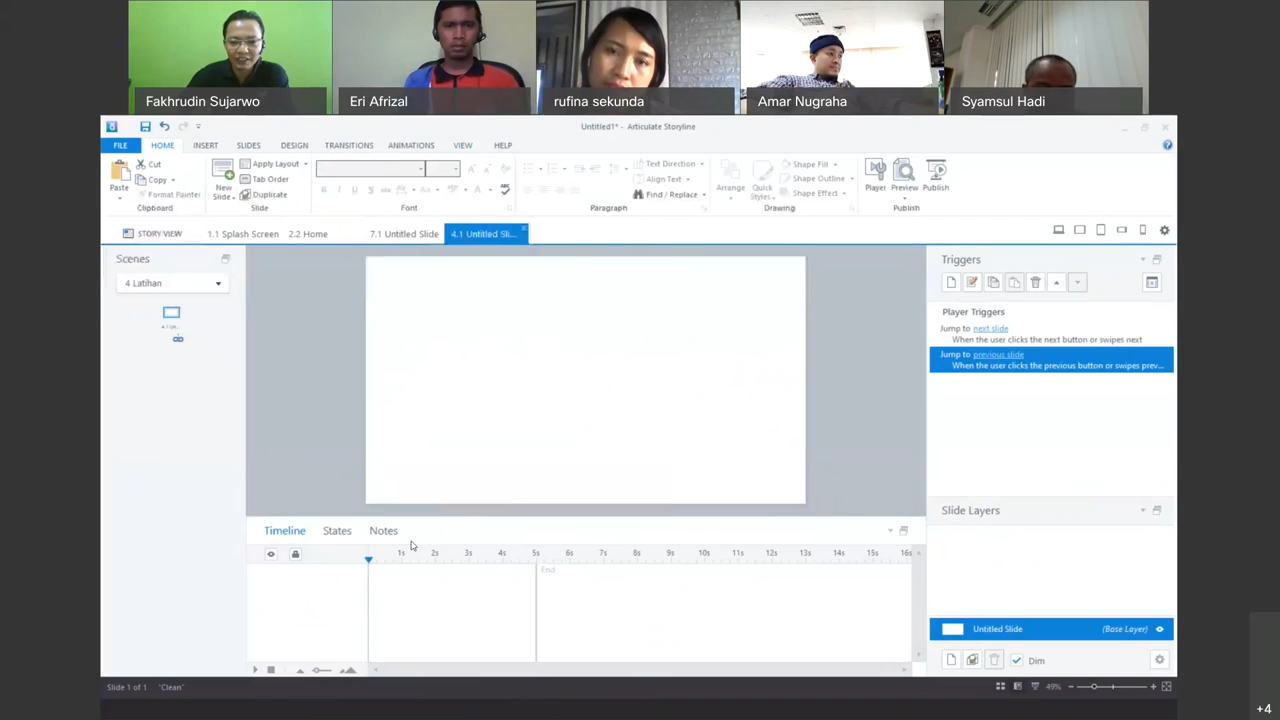 Fakhrudin Sujarwo
Eri Afrizal
rufina sekunda
Amar Nugraha
Syamsul Hadi
Untitled1* - Articulate Storyline
FILE HOME INSERT SLIDES DESIGN TRANSITIONS ANIMATIONS VIEW HELP
Paste
Cut
Copy
Format Painter
Clipboard
New Slide
Apply Layout
Tab Order
Duplicate
Slide
Font
Text Direction
Align Text
Find / Replace
Paragraph
Arrange
Quick Styles
Shape Fill
Shape Outline
Shape Effect
Drawing
Player
Preview
Publish
Publish
STORY VIEW 1.1 Splash Screen 2.2 Home 7.1 Untitled Slide 4.1 Untitled Sli...
Scenes
4 Latihan
Triggers
Player Triggers
Jump to next slide
When the user clicks the next button or swipes next
Jump to previous slide
When the user clicks the previous button or swipes prev...
Timeline States Notes
1s 2s 3s 4s 5s 6s 7s 8s 9s 10s 11s 12s 13s 14s 15s 16s
End
Slide Layers
Untitled Slide (Base Layer)
Dim
Slide 1 of 1 "Clean" 49%
+4